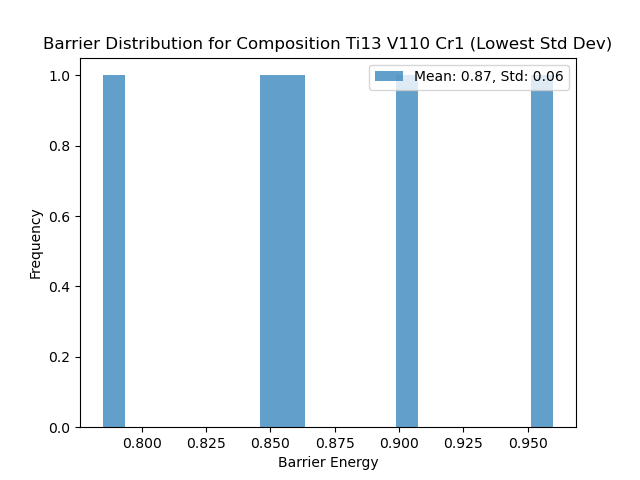 Barrier Distribution for Composition Ti13 V110 Cr1 (Lowest Std Dev)
Mean: 0.87, Std: 0.06
1.0
0.8
0.6
0.4
0.2
0.0
Frequency
0.800 0.825 0.850 0.875 0.900 0.925 0.950
Barrier Energy